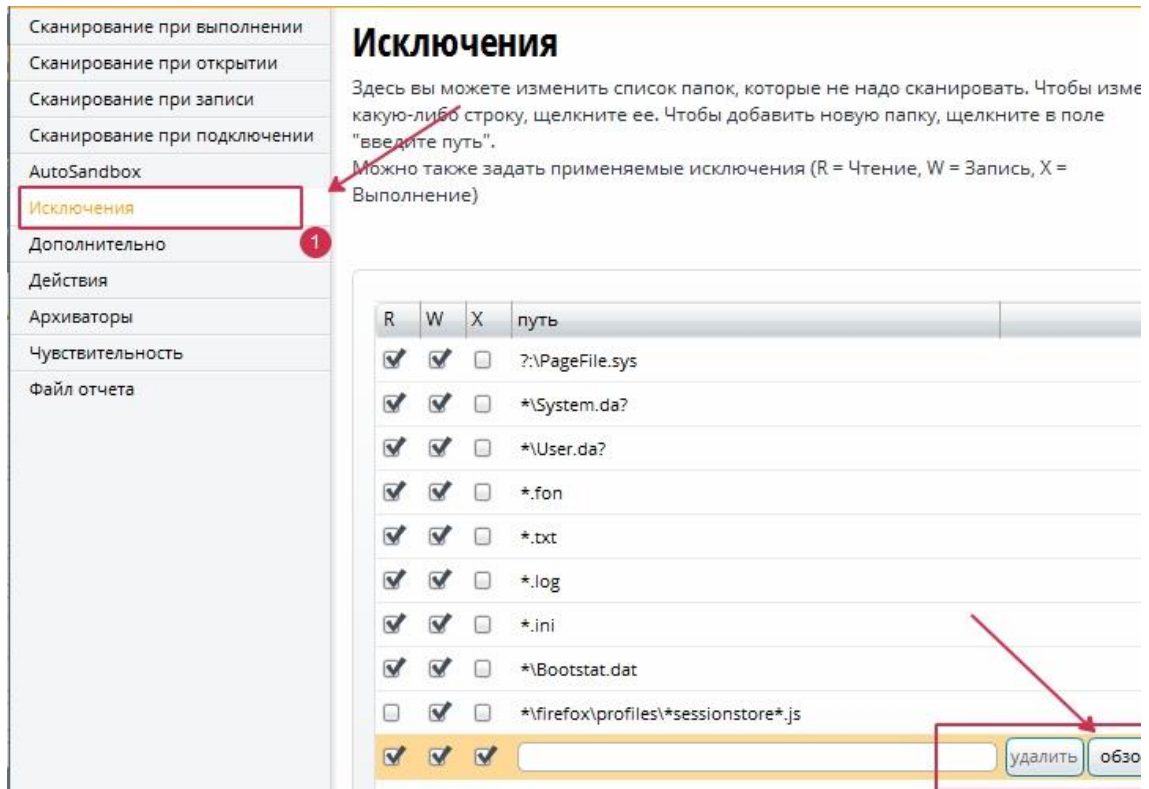 Сканирование при выполнении
Сканирование при открытии
Сканирование при записи
Сканирование при подключении
AutoSandbox
Исключения
1
Дополнительно
Действия
Архиваторы
Чувствительность
Файл отчета
Исключения
Здесь вы можете изменить список папок, которые не надо сканировать. Чтобы изме
какую-либо строку, щелкните ее. Чтобы добавить новую папку, щелкните в поле
"введите путь".
Можно также задать применяемые исключения (R = Чтение, W = Запись, X =
Выполнение)
R W X путь
?:\PageFile.sys
*\System.da?
*\User.da?
*.fon
*.txt
*.log
*.ini
*\Bootstat.dat
*\firefox\profiles\*sessionstore*.js
удалить обзо